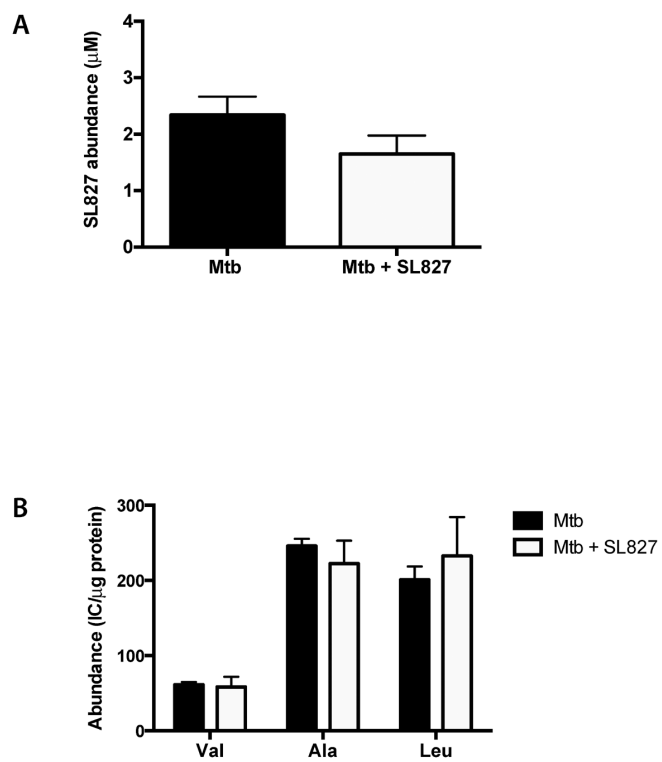 A
SL827 abundance (μM)
4
3
2
1
0
Mtb
Mtb + SL827
B
Abundance (IC/μg protein)
300
200
100
0
Val
Ala
Leu
Mtb
Mtb + SL827